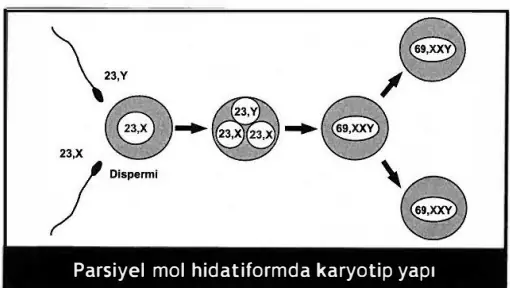 69,XXY
23,Y
23,X
23,Y
23,X
23,X
69,XXY
23,X
Dispermi
69,XXY
Parsiyel mol hidatiformda karyotip yapı